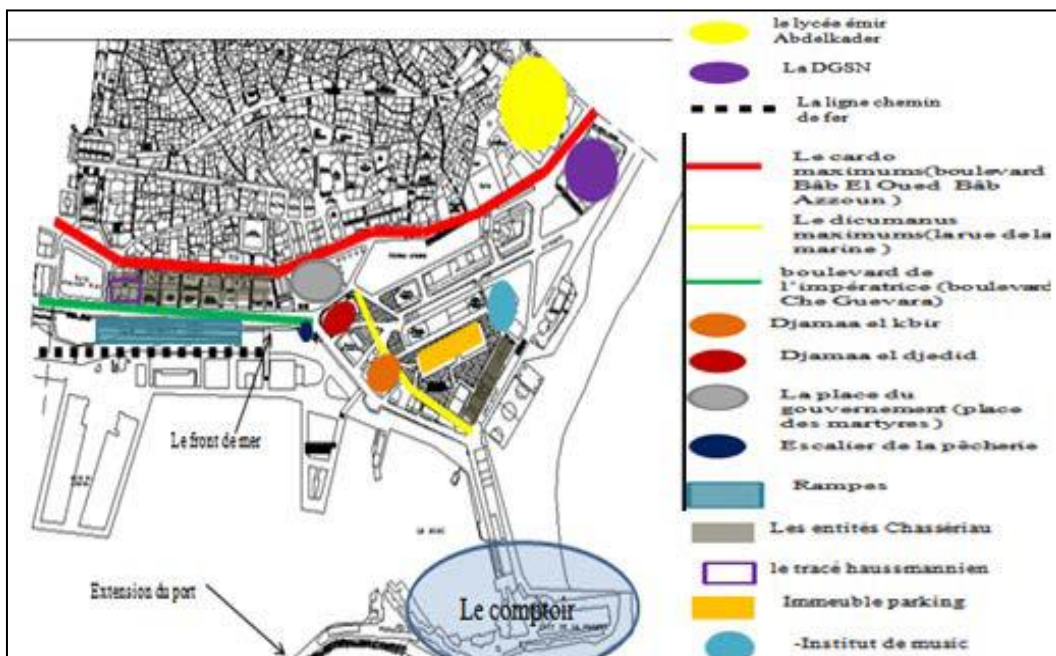 le lycée émir
Abdelkader
La DGSN
La ligne chemin
de fer
Le cardo
maximums(boulevard
Bâb El Oued Bâb
Azzoun )
Le dicumanus
maximums(la rue de la
marine )
boulevard de
l'impératrice (boulevard
Che Guevara)
Djamaa el kbir
Djamaa el djedid
La place du
gouvernement (place
des martyres )
Escalier de la pêcherie
Rampes
Les entités Chassériau
le tracé haussmannien
Immeuble parking
-Institut de music
Le front de mer
Extension du port
Le comptoir